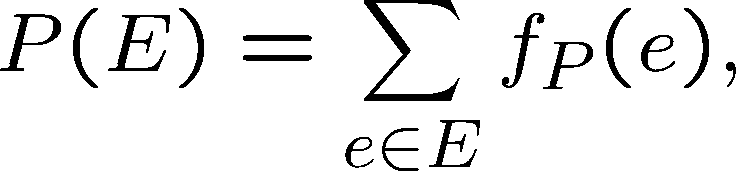 P(E) = \sum_{e \in E} f_P(e),